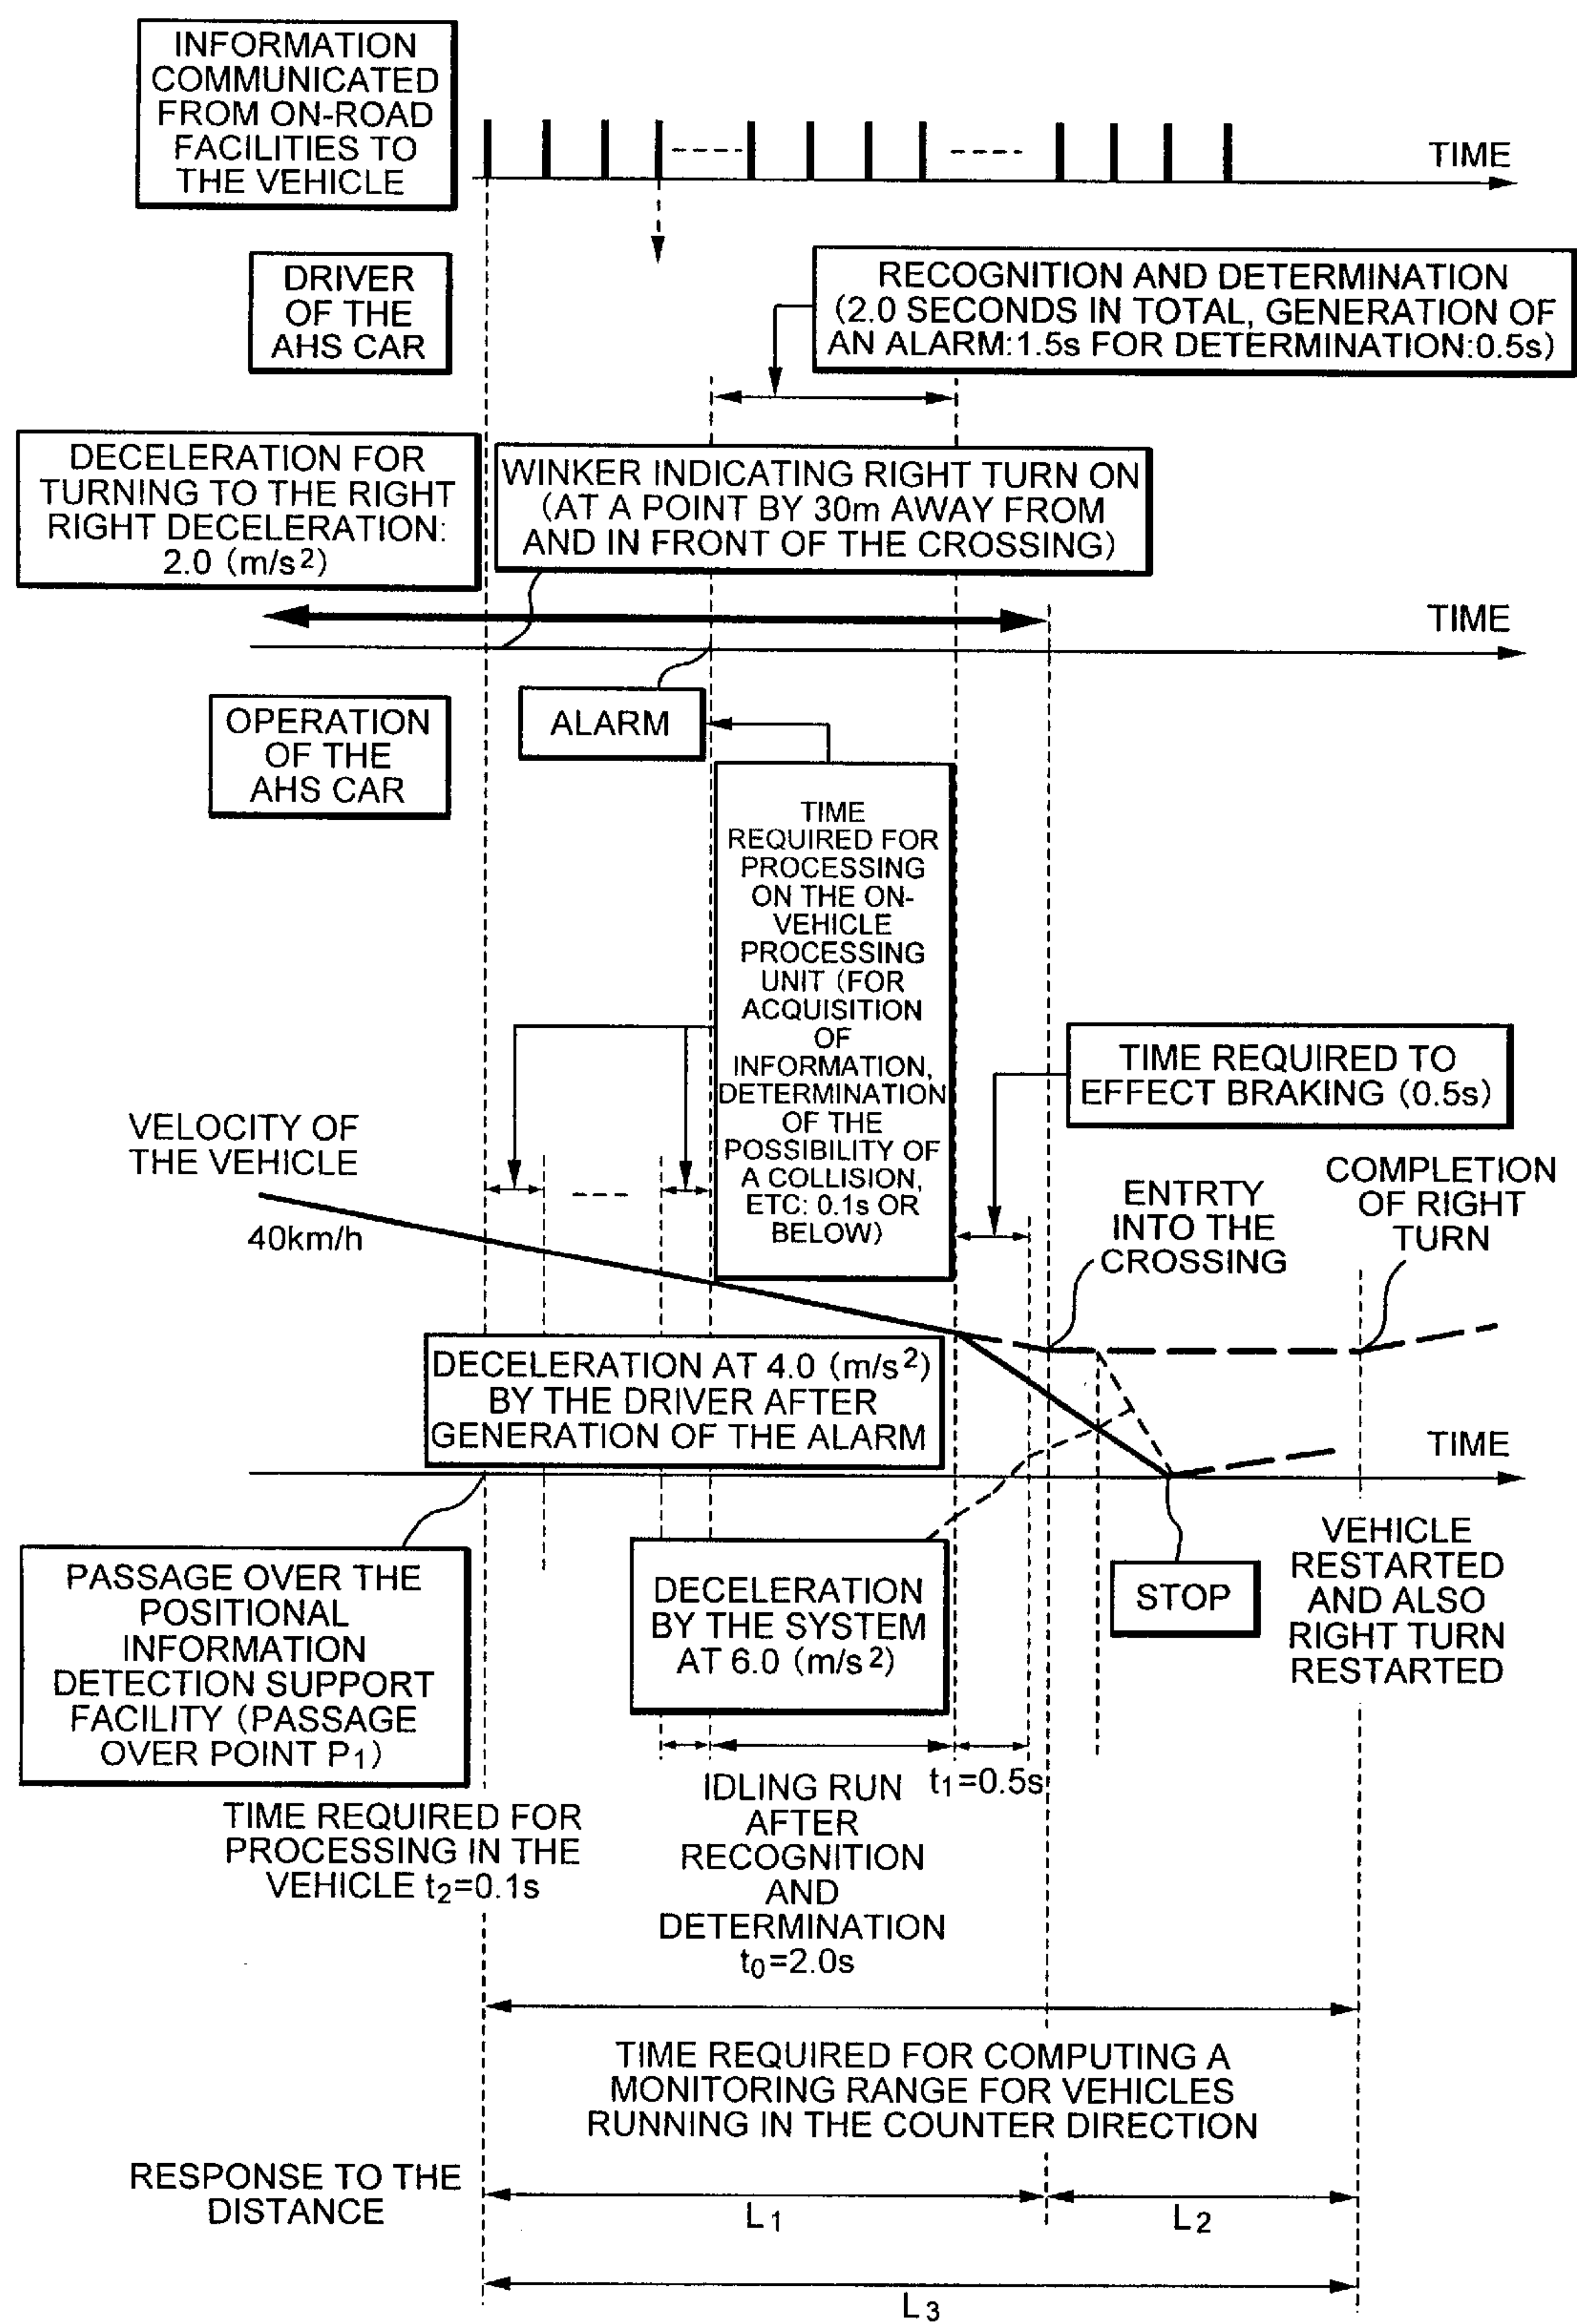 INFORMATION
COMMUNICATED
FROM ON-ROAD
FACILITIES TO
THE VEHICLE
TIME
DRIVER
OF THE
AHS CAR
RECOGNITION AND DETERMINATION
(2.0 SECONDS IN TOTAL, GENERATION OF
AN ALARM:1.5s FOR DETERMINATION:0.5s)
DECELERATION FOR
TURNING TO THE RIGHT
RIGHT DECELERATION:
2.0 (m/s²)
WINKER INDICATING RIGHT TURN ON
(AT A POINT BY 30m AWAY FROM
AND IN FRONT OF THE CROSSING)
TIME
OPERATION
OF THE
AHS CAR
ALARM
TIME
REQUIRED FOR
PROCESSING
ON THE ON-
VEHICLE
PROCESSING
UNIT (FOR
ACQUISITION
OF
INFORMATION,
DETERMINATION
OF THE
POSSIBILITY OF
A COLLISION,
ETC: 0.1s OR
BELOW)
TIME REQUIRED TO
EFFECT BRAKING (0.5s)
VELOCITY OF
THE VEHICLE
40km/h
ENTRTY
INTO THE
CROSSING
COMPLETION
OF RIGHT
TURN
DECELERATION AT 4.0 (m/s²)
BY THE DRIVER AFTER
GENERATION OF THE ALARM
TIME
PASSAGE OVER THE
POSITIONAL
INFORMATION
DETECTION SUPPORT
FACILITY (PASSAGE
OVER POINT P₁)
DECELERATION
BY THE SYSTEM
AT 6.0 (m/s²)
STOP
VEHICLE
RESTARTED
AND ALSO
RIGHT TURN
RESTARTED
TIME REQUIRED FOR
PROCESSING IN THE
VEHICLE t₂=0.1s
IDLING RUN
AFTER
RECOGNITION
AND
DETERMINATION
t₀=2.0s
t₁=0.5s
TIME REQUIRED FOR COMPUTING A
MONITORING RANGE FOR VEHICLES
RUNNING IN THE COUNTER DIRECTION
RESPONSE TO THE
DISTANCE
L₁
L₂
L₃